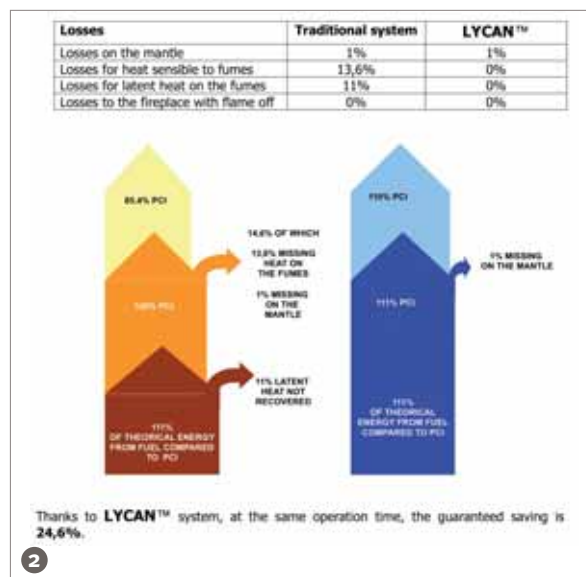 Losses Traditional system LYCAN™
Losses on the mantle 1% 1%
Losses for heat sensible to fumes 13,6% 0%
Losses for latent heat on the fumes 11% 0%
Losses to the fireplace with flame off 0% 0%
85,4% PCI
14,6% OF WHICH
13,6% MISSING
HEAT ON
THE FUMES
1% MISSING
ON THE
MANTLE
100% PCI
11% LATENT
HEAT NOT
RECOVERED
111%
OF THEORICAL ENERGY
FROM FUEL COMPARED
TO PCI
110% PCI
1% MISSING
ON THE MANTLE
111% PCI
111%
OF THEORICAL
ENERGY FROM FUEL
COMPARED TO PCI
Thanks to LYCAN™ system, at the same operation time, the guaranteed saving is
24,6%.
2